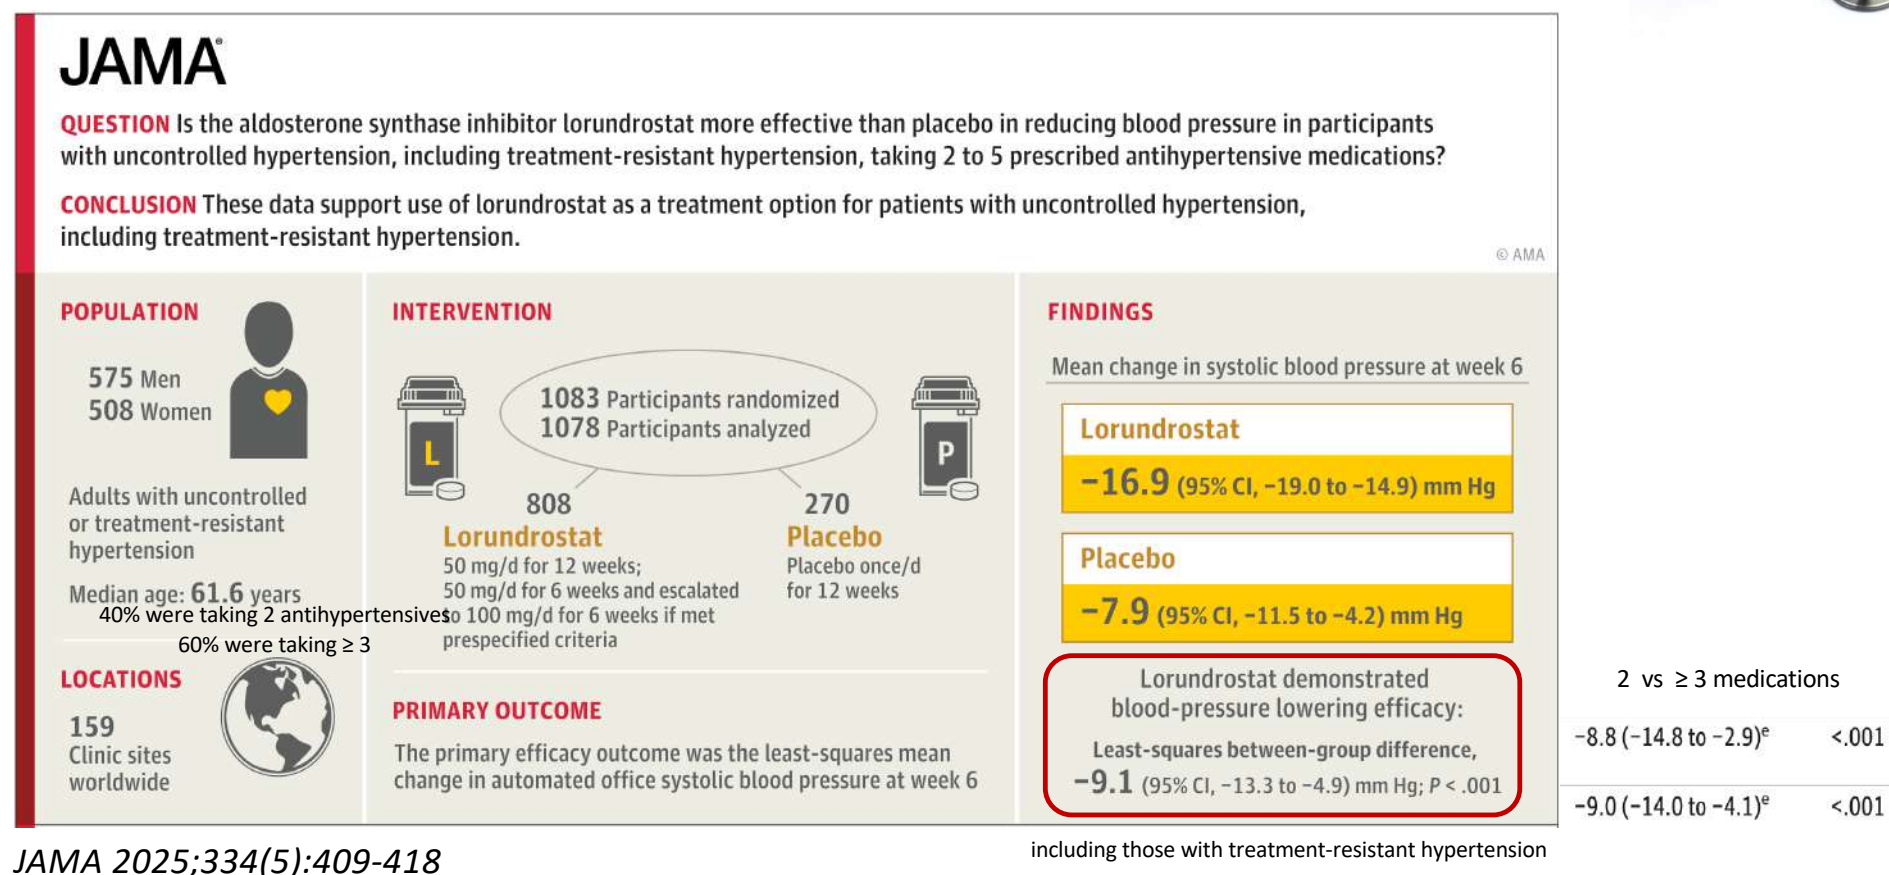 JAMA®
QUESTION Is the aldosterone synthase inhibitor lorundrostat more effective than placebo in reducing blood pressure in participants
with uncontrolled hypertension, including treatment-resistant hypertension, taking 2 to 5 prescribed antihypertensive medications?
CONCLUSION These data support use of lorundrostat as a treatment option for patients with uncontrolled hypertension,
including treatment-resistant hypertension.
© AMA
POPULATION
575 Men
508 Women
Adults with uncontrolled
or treatment-resistant
hypertension
Median age: 61.6 years
40% were taking 2 antihypertensives
60% were taking ≥ 3
LOCATIONS
159
Clinic sites
worldwide
INTERVENTION
1083 Participants randomized
1078 Participants analyzed
L
P
808
Lorundrostat
50 mg/d for 12 weeks;
50 mg/d for 6 weeks and escalated
to 100 mg/d for 6 weeks if met
prespecified criteria
270
Placebo
Placebo once/d
for 12 weeks
PRIMARY OUTCOME
The primary efficacy outcome was the least-squares mean
change in automated office systolic blood pressure at week 6
FINDINGS
Mean change in systolic blood pressure at week 6
Lorundrostat
−16.9 (95% CI, −19.0 to −14.9) mm Hg
Placebo
−7.9 (95% CI, −11.5 to −4.2) mm Hg
Lorundrostat demonstrated
blood-pressure lowering efficacy:
Least-squares between-group difference,
−9.1 (95% CI, −13.3 to −4.9) mm Hg; P < .001
2 vs ≥ 3 medications
−8.8 (−14.8 to −2.9)ᵉ <.001
−9.0 (−14.0 to −4.1)ᵉ <.001
including those with treatment-resistant hypertension
JAMA 2025;334(5):409-418